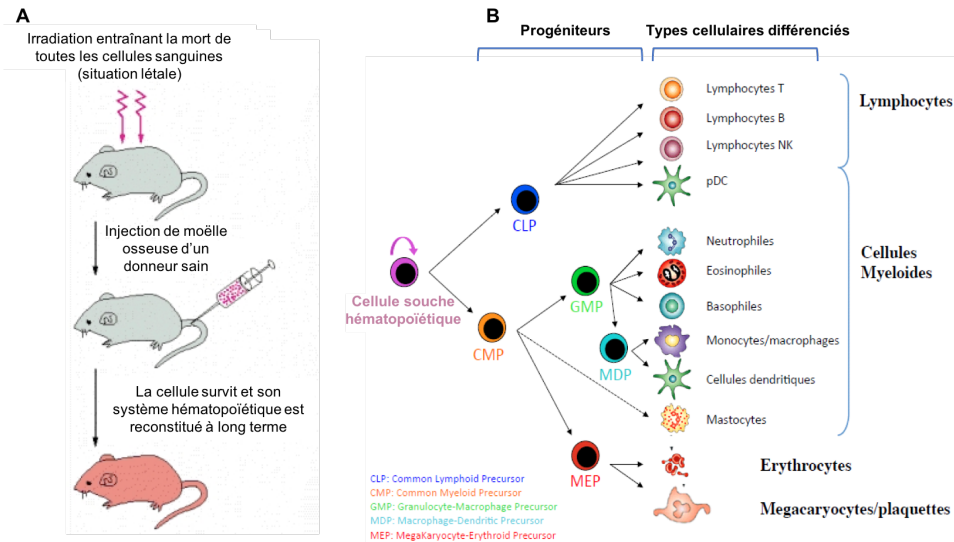 A
Irradiation entraînant la mort de
toutes les cellules sanguines
(situation létale)
Injection de moëlle
osseuse d'un
donneur sain
La cellule survit et son
système hématopoïétique est
reconstitué à long terme
B
Progéniteurs
Types cellulaires différenciés
Cellule souche
hématopoïétique
CLP
CMP
GMP
MDP
MEP
Lymphocytes T
Lymphocytes B
Lymphocytes NK
pDC
Neutrophiles
Eosinophiles
Basophiles
Monocytes/macrophages
Cellules dendritiques
Mastocytes
Lymphocytes
Cellules
Myeloides
Erythrocytes
Megacaryocytes/plaquettes
CLP: Common Lymphoid Precursor
CMP: Common Myeloid Precursor
GMP: Granulocyte-Macrophage Precursor
MDP: Macrophage-Dendritic Precursor
MEP: MegaKaryocyte-Erythroid Precursor